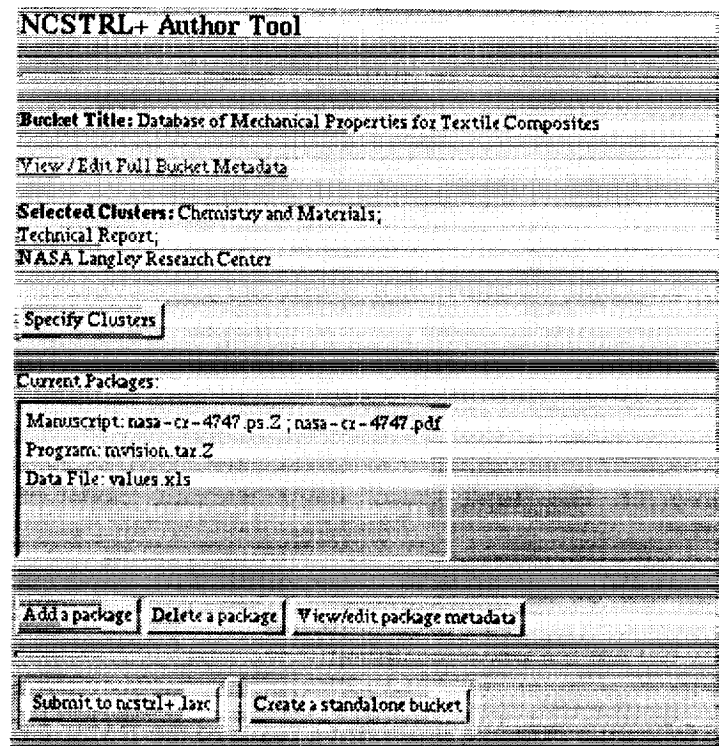 NCSTRL+ Author Tool
Bucket Title: Database of Mechanical Properties for Textile Composites
View/Edit Full Bucket Metadata
Selected Clusters: Chemistry and Materials;
Technical Report;
NASA Langley Research Center
Specify Clusters
Current Packages:
Manuscript: nasa-cr-4747.ps.Z ; nasa-cr-4747.pdf
Program: mvision.tar.Z
Data File: values.xls
Add a package Delete a package View/edit package metadata
Submit to ncstrl+.larc Create a standalone bucket